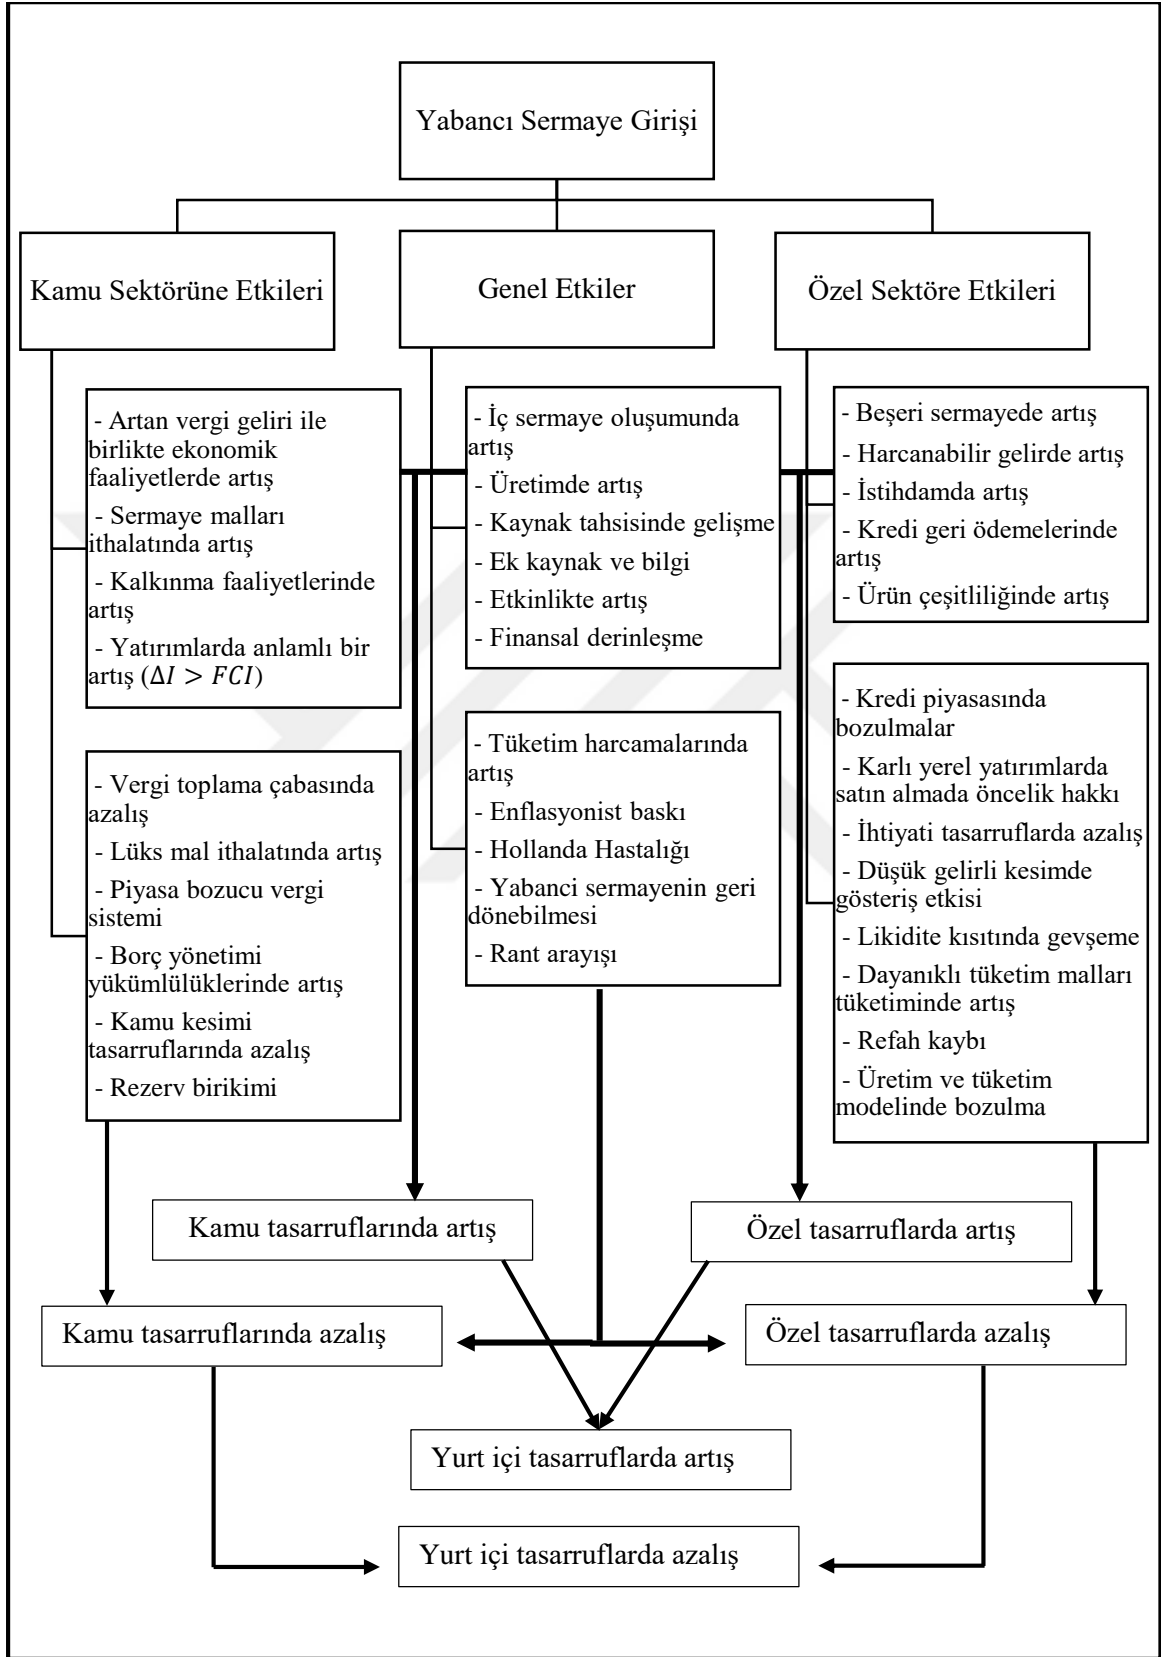 Yabancı Sermaye Girişi
Kamu Sektörüne Etkileri
Genel Etkiler
Özel Sektöre Etkileri
- Artan vergi geliri ile
birlikte ekonomik
faaliyetlerde artış
- Sermaye malları
ithalatında artış
- Kalkınma faaliyetlerinde
artış
- Yatırımlarda anlamlı bir
artış (ΔI > FCI)
- İç sermaye oluşumunda
artış
- Üretimde artış
- Kaynak tahsisinde gelişme
- Ek kaynak ve bilgi
- Etkinlikte artış
- Finansal derinleşme
- Beşeri sermayede artış
- Harcanabilir gelirde artış
- İstihdamda artış
- Kredi geri ödemelerinde
artış
- Ürün çeşitliliğinde artış
- Vergi toplama çabasında
azalış
- Lüks mal ithalatında artış
- Piyasa bozucu vergi
sistemi
- Borç yönetimi
yükümlülüklerinde artış
- Kamu kesimi
tasarruflarında azalış
- Rezerv birikimi
- Tüketim harcamalarında
artış
- Enflasyonist baskı
- Hollanda Hastalığı
- Yabanci sermayenin geri
dönebilmesi
- Rant arayışı
- Kredi piyasasında
bozulmalar
- Karlı yerel yatırımlarda
satın almada öncelik hakkı
- İhtiyati tasarruflarda azalış
- Düşük gelirli kesimde
gösteriş etkisi
- Likidite kısıtında gevşeme
- Dayanıklı tüketim malları
tüketiminde artış
- Refah kaybı
- Üretim ve tüketim
modelinde bozulma
Kamu tasarruflarında artış
Özel tasarruflarda artış
Kamu tasarruflarında azalış
Özel tasarruflarda azalış
Yurt içi tasarruflarda artış
Yurt içi tasarruflarda azalış